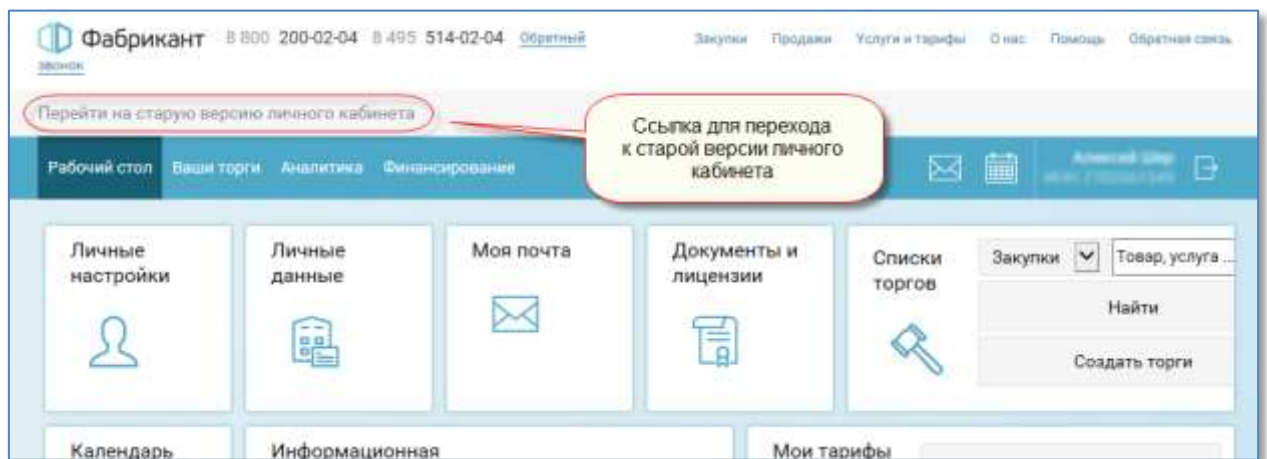 Фабрикант 8 800 200-02-04 8 495 514-02-04 Обратный
звонок
Закупки Продажи Услуги и тарифы О нас Помощь Обратная связь
Перейти на старую версию личного кабинета
Ссылка для перехода
к старой версии личного
кабинета
Рабочий стол Ваши торги Аналитика Финансирование
Личные
настройки
Личные
данные
Моя почта
Документы и
лицензии
Списки
торгов
Закупки Товар, услуга ...
Найти
Создать торги
Календарь
Информационная
Мои тарифы